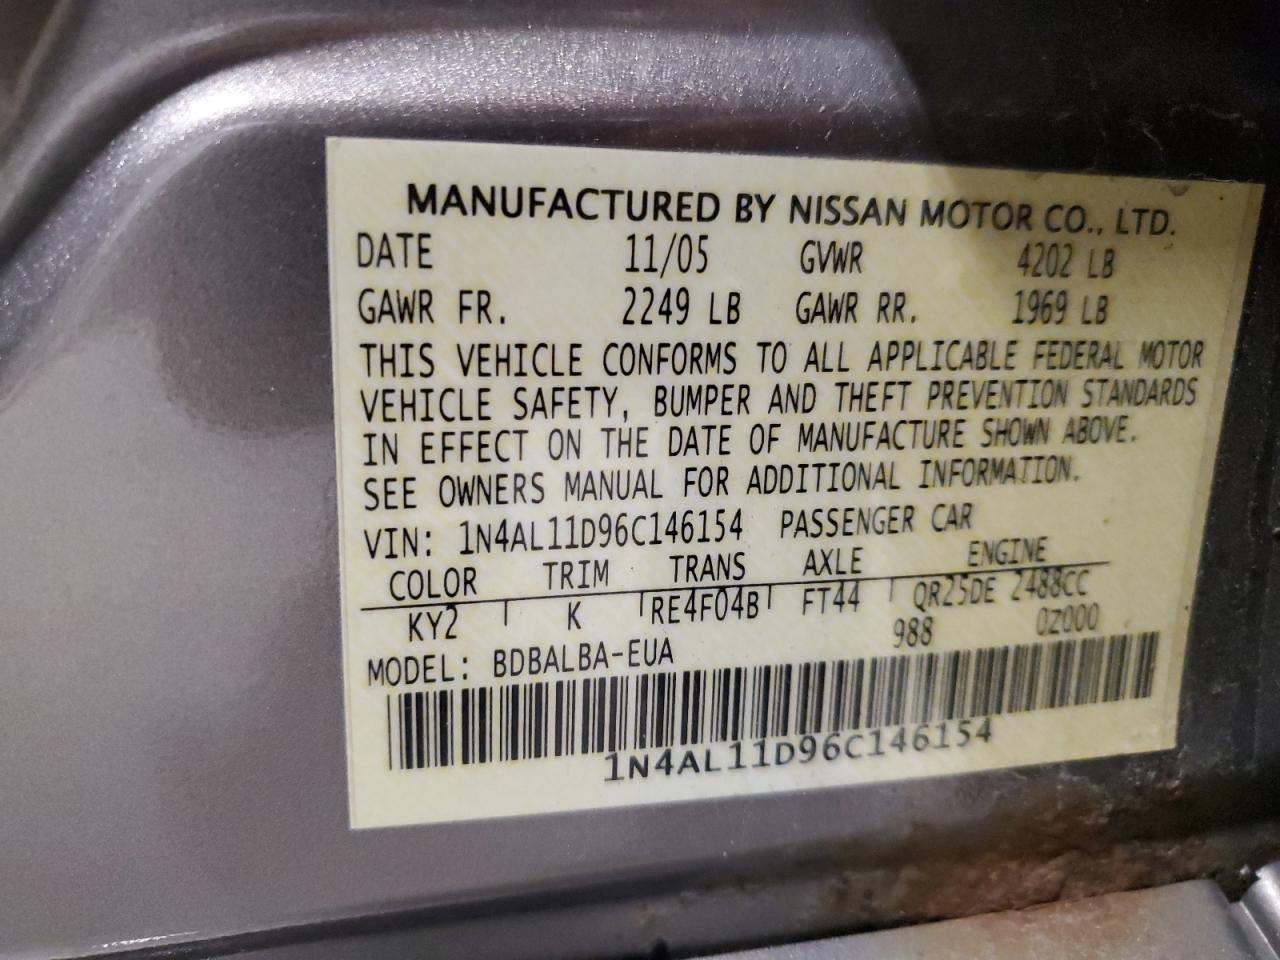 MANUFACTURED BY NISSAN MOTOR CO., LTD.
DATE 11/05 GVWR 4202 LB
GAWR FR. 2249 LB GAWR RR. 1969 LB
THIS VEHICLE CONFORMS TO ALL APPLICABLE FEDERAL MOTOR
VEHICLE SAFETY, BUMPER AND THEFT PREVENTION STANDARDS
IN EFFECT ON THE DATE OF MANUFACTURE SHOWN ABOVE.
SEE OWNERS MANUAL FOR ADDITIONAL INFORMATION.
VIN: 1N4AL11D96C146154 PASSENGER CAR
COLOR TRIM TRANS AXLE ENGINE
KY2 K RE4F04B FT44 QR25DE 2488CC
988 0Z000
MODEL: BDBALBA-EUA
1N4AL11D96C146154